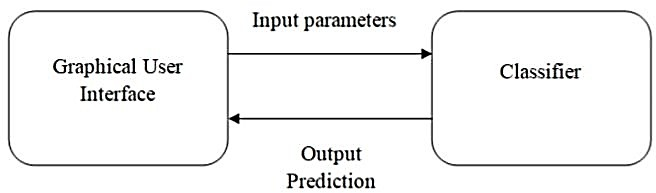 Input parameters
Graphical User
Interface
Classifier
Output
Prediction